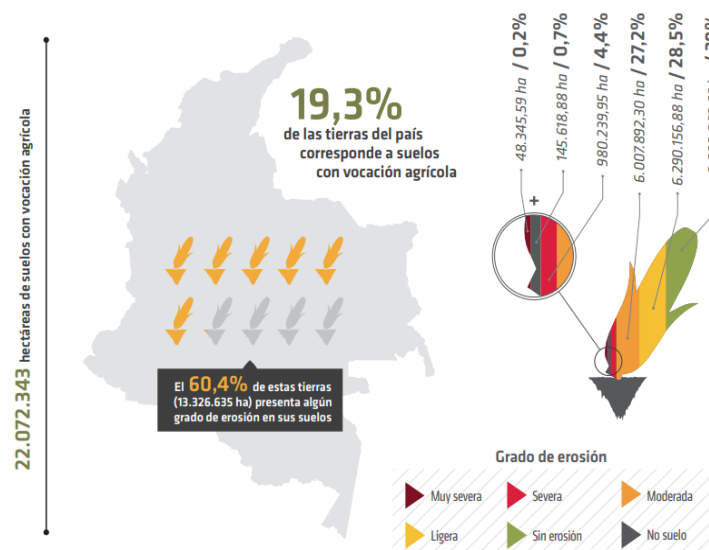 22.072.343 hectáreas de suelos con vocación agrícola
19,3%
de las tierras del país
corresponde a suelos
con vocación agrícola
El 60,4% de estas tierras
(13.326.635 ha) presenta algún
grado de erosión en sus suelos
48.345,59 ha / 0,2%
145.618,88 ha / 0,7%
980.239,95 ha / 4,4%
6.007.892,30 ha / 27,2%
6.290.156,88 ha / 28,5%
+
Grado de erosión
Muy severa
Severa
Moderada
Ligera
Sin erosión
No suelo